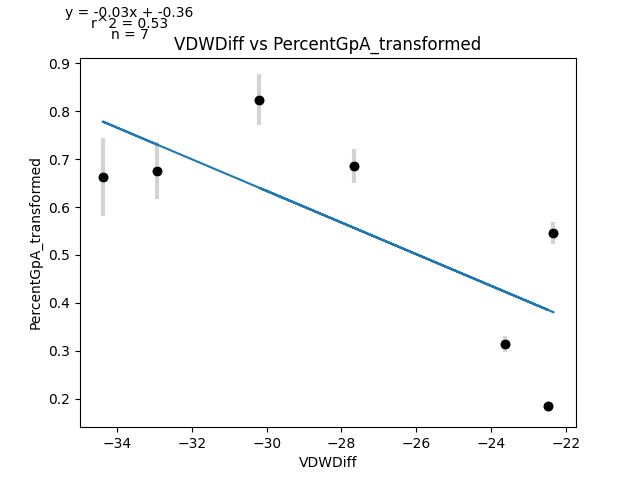 y = -0.03x + -0.36
r^2 = 0.53
n = 7
VDWDiff vs PercentGpA_transformed
0.9
0.8
0.7
0.6
0.5
0.4
0.3
0.2
PercentGpA_transformed
−34
−32
−30
−28
−26
−24
−22
VDWDiff